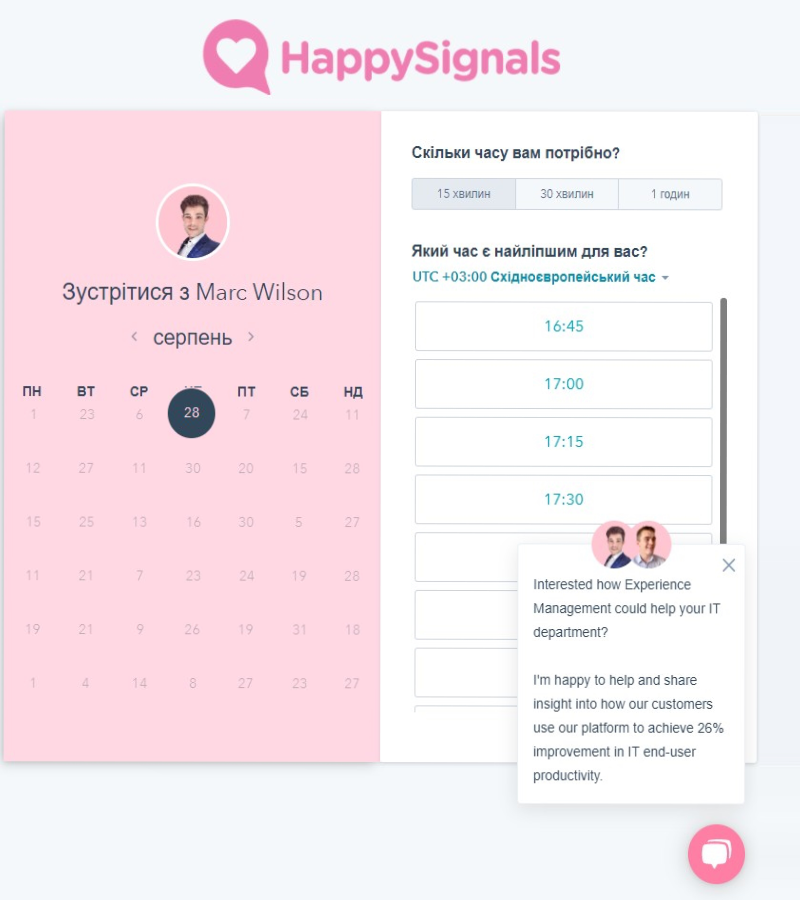 HappySignals
Зустрітися з Marc Wilson
серпень
ПН ВТ СР ПТ СБ НД
1 23 6 28 7 24 11
12 27 11 30 20 15 28
15 25 13 16 30 5 27
11 21 7 23 24 19 28
19 21 9 26 19 31 18
1 4 14 8 27 23 27
Скільки часу вам потрібно?
15 хвилин 30 хвилин 1 годин
Який час є найліпшим для вас?
UTC +03:00 Східноєвропейський час
16:45
17:00
17:15
17:30
Interested how Experience
Management could help your IT
department?
I'm happy to help and share
insight into how our customers
use our platform to achieve 26%
improvement in IT end-user
productivity.